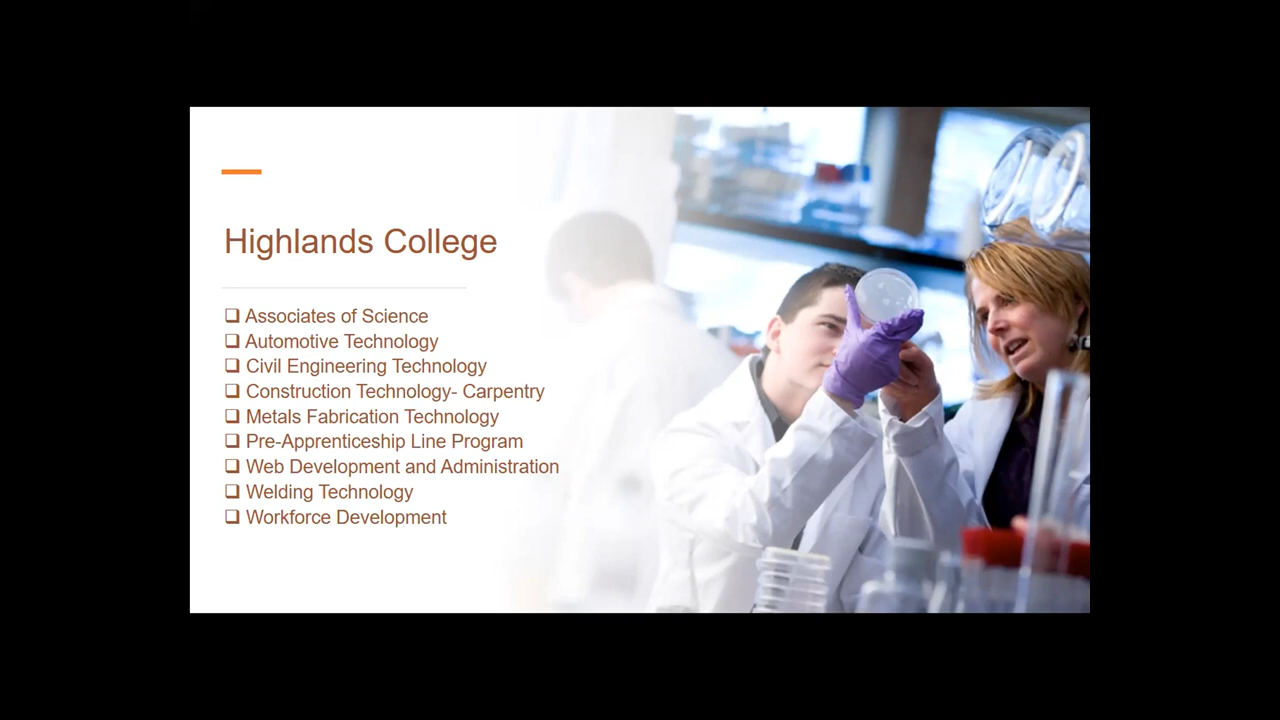 Highlands College
❑ Associates of Science
❑ Automotive Technology
❑ Civil Engineering Technology
❑ Construction Technology- Carpentry
❑ Metals Fabrication Technology
❑ Pre-Apprenticeship Line Program
❑ Web Development and Administration
❑ Welding Technology
❑ Workforce Development